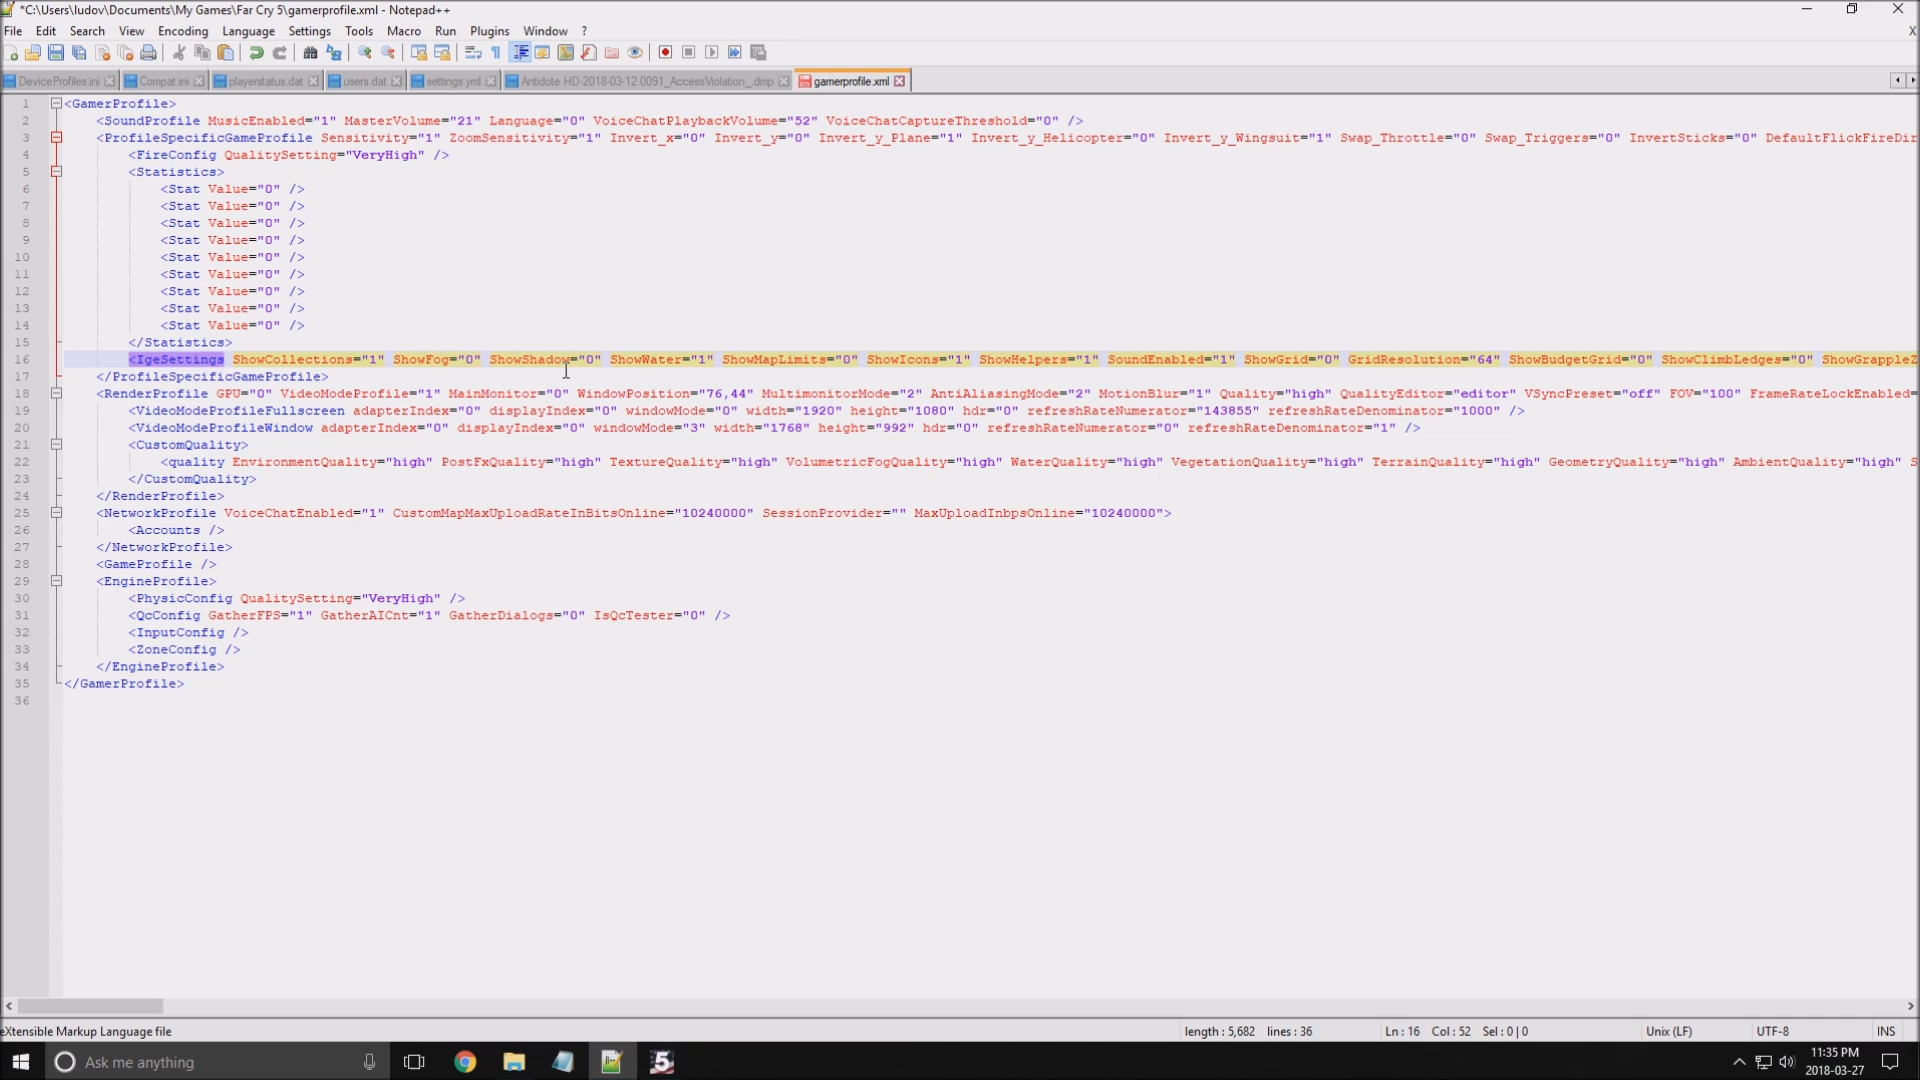 *C:\Users\ludov\Documents\My Games\Far Cry 5\gamerprofile.xml - Notepad++
File Edit Search View Encoding Language Settings Tools Macro Run Plugins Window ? X
DeviceProfiles.ini Compat.ini playerstatus.dat users.dat settings.yml Antidote HD-2018-03-12.0091_AccessViolation_.dmp gamerprofile.xml
1 <GamerProfile>
2 <SoundProfile MusicEnabled="1" MasterVolume="21" Language="0" VoiceChatPlaybackVolume="52" VoiceChatCaptureThreshold="0" />
3 <ProfileSpecificGameProfile Sensitivity="1" ZoomSensitivity="1" Invert_x="0" Invert_y="0" Invert_y_Plane="1" Invert_y_Helicopter="0" Invert_y_Wingsuit="1" Swap_Throttle="0" Swap_Triggers="0" InvertSticks="0" DefaultFlickFireDir
4 <FireConfig QualitySetting="VeryHigh" />
5 <Statistics>
6 <Stat Value="0" />
7 <Stat Value="0" />
8 <Stat Value="0" />
9 <Stat Value="0" />
10 <Stat Value="0" />
11 <Stat Value="0" />
12 <Stat Value="0" />
13 <Stat Value="0" />
14 <Stat Value="0" />
15 </Statistics>
16 <IgeSettings ShowCollections="1" ShowFog="0" ShowShadow="0" ShowWater="1" ShowMapLimits="0" ShowIcons="1" ShowHelpers="1" SoundEnabled="1" ShowGrid="0" GridResolution="64" ShowBudgetGrid="0" ShowClimbLedges="0" ShowGrappleZ
17 </ProfileSpecificGameProfile>
18 <RenderProfile GPU="0" VideoModeProfile="1" MainMonitor="0" WindowPosition="76,44" MultimonitorMode="2" AntiAliasingMode="2" MotionBlur="1" Quality="high" QualityEditor="editor" VSyncPreset="off" FOV="100" FrameRateLockEnabled=
19 <VideoModeProfileFullscreen adapterIndex="0" displayIndex="0" windowMode="0" width="1920" height="1080" hdr="0" refreshRateNumerator="143855" refreshRateDenominator="1000" />
20 <VideoModeProfileWindow adapterIndex="0" displayIndex="0" windowMode="3" width="1768" height="992" hdr="0" refreshRateNumerator="0" refreshRateDenominator="1" />
21 <CustomQuality>
22 <quality EnvironmentQuality="high" PostFxQuality="high" TextureQuality="high" VolumetricFogQuality="high" WaterQuality="high" VegetationQuality="high" TerrainQuality="high" GeometryQuality="high" AmbientQuality="high" S
23 </CustomQuality>
24 </RenderProfile>
25 <NetworkProfile VoiceChatEnabled="1" CustomMapMaxUploadRateInBitsOnline="10240000" SessionProvider="" MaxUploadInbpsOnline="10240000">
26 <Accounts />
27 </NetworkProfile>
28 <GameProfile />
29 <EngineProfile>
30 <PhysicConfig QualitySetting="VeryHigh" />
31 <QcConfig GatherFPS="1" GatherAICnt="1" GatherDialogs="0" IsQcTester="0" />
32 <InputConfig />
33 <ZoneConfig />
34 </EngineProfile>
35 </GamerProfile>
36
eXtensible Markup Language file length : 5,682 lines : 36 Ln : 16 Col : 52 Sel : 0 | 0 Unix (LF) UTF-8 INS
Ask me anything 5 11:35 PM
2018-03-27